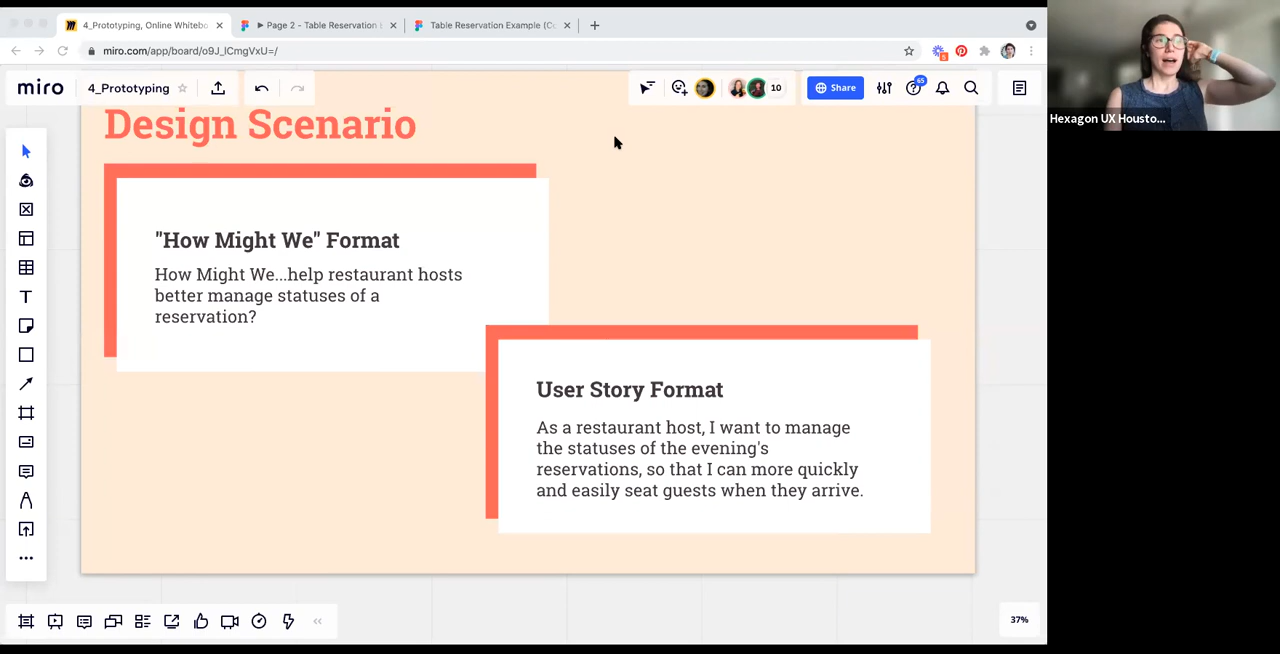 4_Prototyping, Online Whitebo
Page 2 - Table Reservation
Table Reservation Example (Co
miro.com/app/board/o9J_lCmgVxU=/
5
miro
4_Prototyping
10
Share
65
Hexagon UX Housto...
Design Scenario
"How Might We" Format
How Might We...help restaurant hosts
better manage statuses of a
reservation?
User Story Format
As a restaurant host, I want to manage
the statuses of the evening's
reservations, so that I can more quickly
and easily seat guests when they arrive.
T
37%